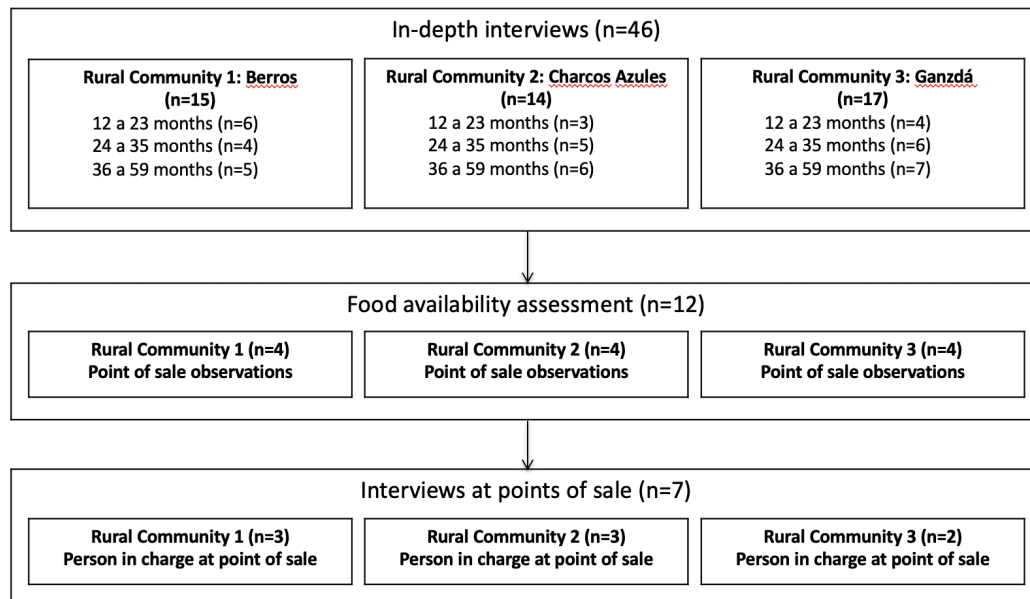 In-depth interviews (n=46)
Rural Community 1: Berros
(n=15)
12 a 23 months (n=6)
24 a 35 months (n=4)
36 a 59 months (n=5)
Rural Community 2: Charcos Azules
(n=14)
12 a 23 months (n=3)
24 a 35 months (n=5)
36 a 59 months (n=6)
Rural Community 3: Ganzdá
(n=17)
12 a 23 months (n=4)
24 a 35 months (n=6)
36 a 59 months (n=7)
Food availability assessment (n=12)
Rural Community 1 (n=4)
Point of sale observations
Rural Community 2 (n=4)
Point of sale observations
Rural Community 3 (n=4)
Point of sale observations
Interviews at points of sale (n=7)
Rural Community 1 (n=3)
Person in charge at point of sale
Rural Community 2 (n=3)
Person in charge at point of sale
Rural Community 3 (n=2)
Person in charge at point of sale